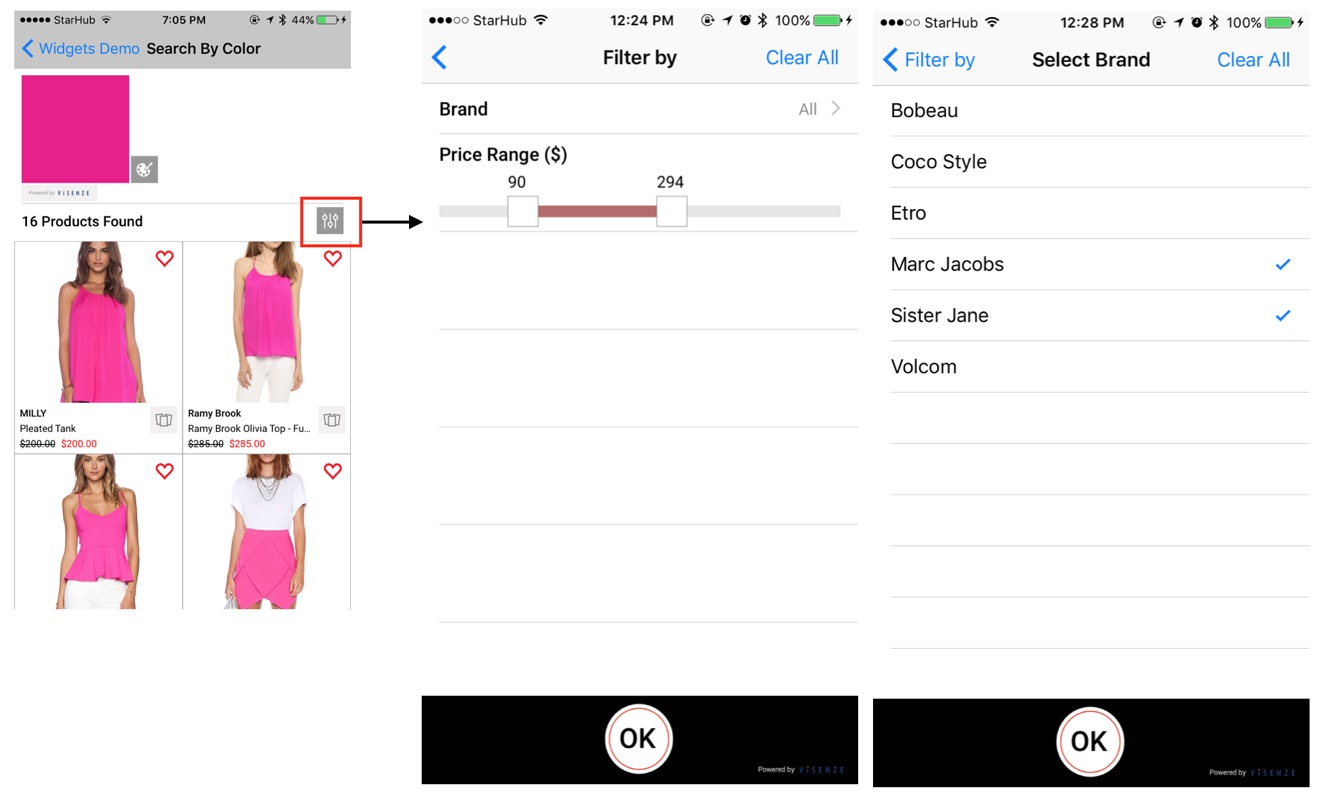 StarHub 7:05 PM 44%
Widgets Demo Search By Color
Powered by ViSENZE
16 Products Found
MILLY
Pleated Tank
$200.00 $200.00
Ramy Brook
Ramy Brook Olivia Top - Fu...
$285.00 $285.00
StarHub 12:24 PM 100%
Filter by Clear All
Brand All
Price Range ($)
90 294
OK
Powered by ViSENZE
StarHub 12:28 PM 100%
Filter by Select Brand Clear All
Bobeau
Coco Style
Etro
Marc Jacobs
Sister Jane
Volcom
OK
Powered by ViSENZE